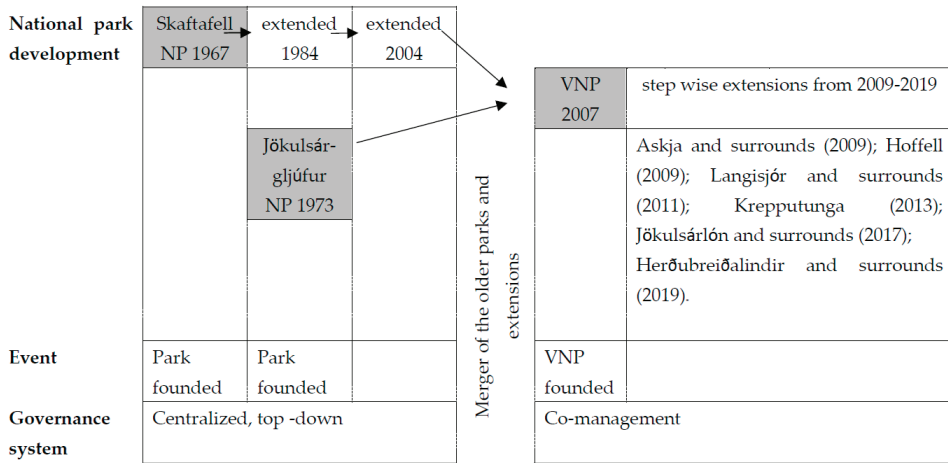 National park development
Skaftafell NP 1967
extended 1984
extended 2004
VNP 2007
step wise extensions from 2009-2019
Jökulsár-
gljúfur
NP 1973
Merger of the older parks and
extensions
Askja and surrounds (2009); Hoffell
(2009); Langisjór and surrounds
(2011); Krepputunga (2013);
Jökulsárlón and surrounds (2017);
Herðubreiðalindir and surrounds
(2019).
Event
Park founded
Park founded
VNP founded
Governance system
Centralized, top -down
Co-management